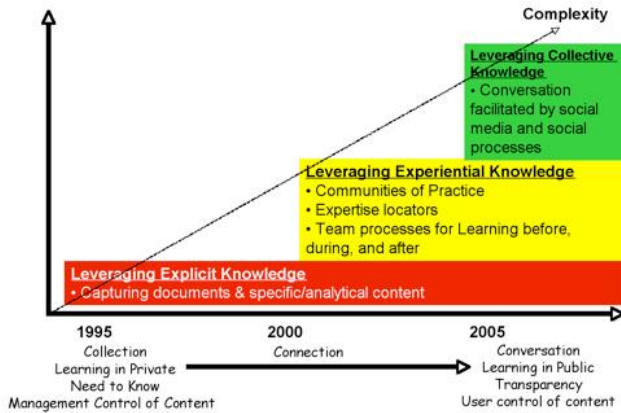 Complexity
Leveraging Collective
Knowledge
• Conversation
facilitated by social
media and social
processes
Leveraging Experiential Knowledge
• Communities of Practice
• Expertise locators
• Team processes for Learning before,
during, and after
Leveraging Explicit Knowledge
• Capturing documents & specific/analytical content
1995
2000
2005
Collection
Learning in Private
Need to Know
Management Control of Content
Connection
Conversation
Learning in Public
Transparency
User control of content